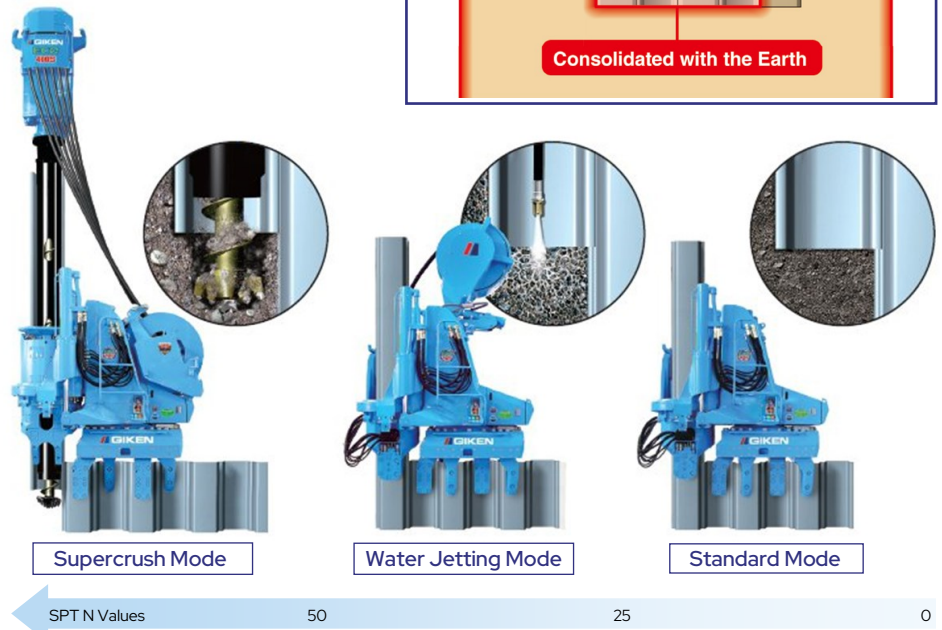 Consolidated with the Earth
GIKEN
GIKEN
GIKEN
GIKEN
Supercrush Mode
Water Jetting Mode
Standard Mode
SPT N Values 50 25 0